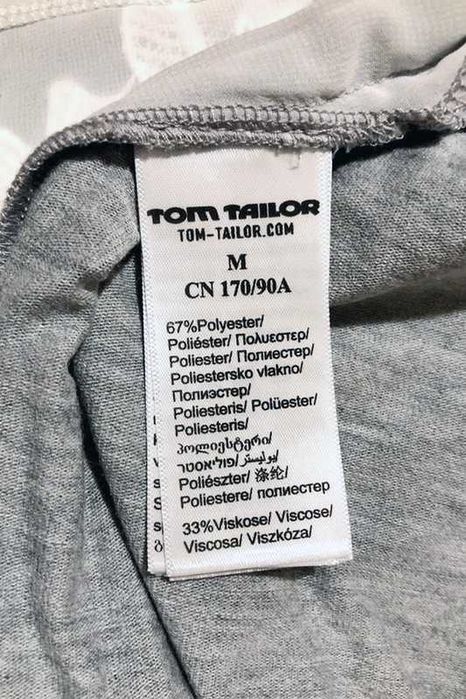 TOM TAILOR
TOM-TAILOR.COM
M
CN 170/90A
67%Polyester/
Poliéster/ Πολυεστερ/
Poliester/ Полиестер/
Poliestersko vlakno/
Полиэстер/
Poliesteris/ Polüester/
Poliesteris/
პოლიესტერი/
פוליאסטר/يوليستر/
Poliészter/ 涤纶/
Poliestere/ полиестер
33%Viskose/ Viscose/
Viscosa/ Viszkóza/